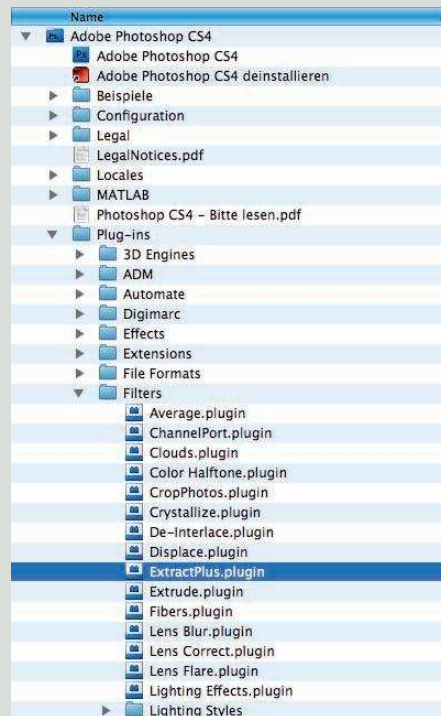 Name
Adobe Photoshop CS4
Adobe Photoshop CS4
Adobe Photoshop CS4 deinstallieren
Beispiele
Configuration
Legal
LegalNotices.pdf
Locales
MATLAB
Photoshop CS4 – Bitte lesen.pdf
Plug-ins
3D Engines
ADM
Automate
Digimarc
Effects
Extensions
File Formats
Filters
Average.plugin
ChannelPort.plugin
Clouds.plugin
Color Halftone.plugin
CropPhotos.plugin
Crystallize.plugin
De-Interlace.plugin
Displace.plugin
ExtractPlus.plugin
Extrude.plugin
Fibers.plugin
Lens Blur.plugin
Lens Correct.plugin
Lens Flare.plugin
Lighting Effects.plugin
Lighting Styles